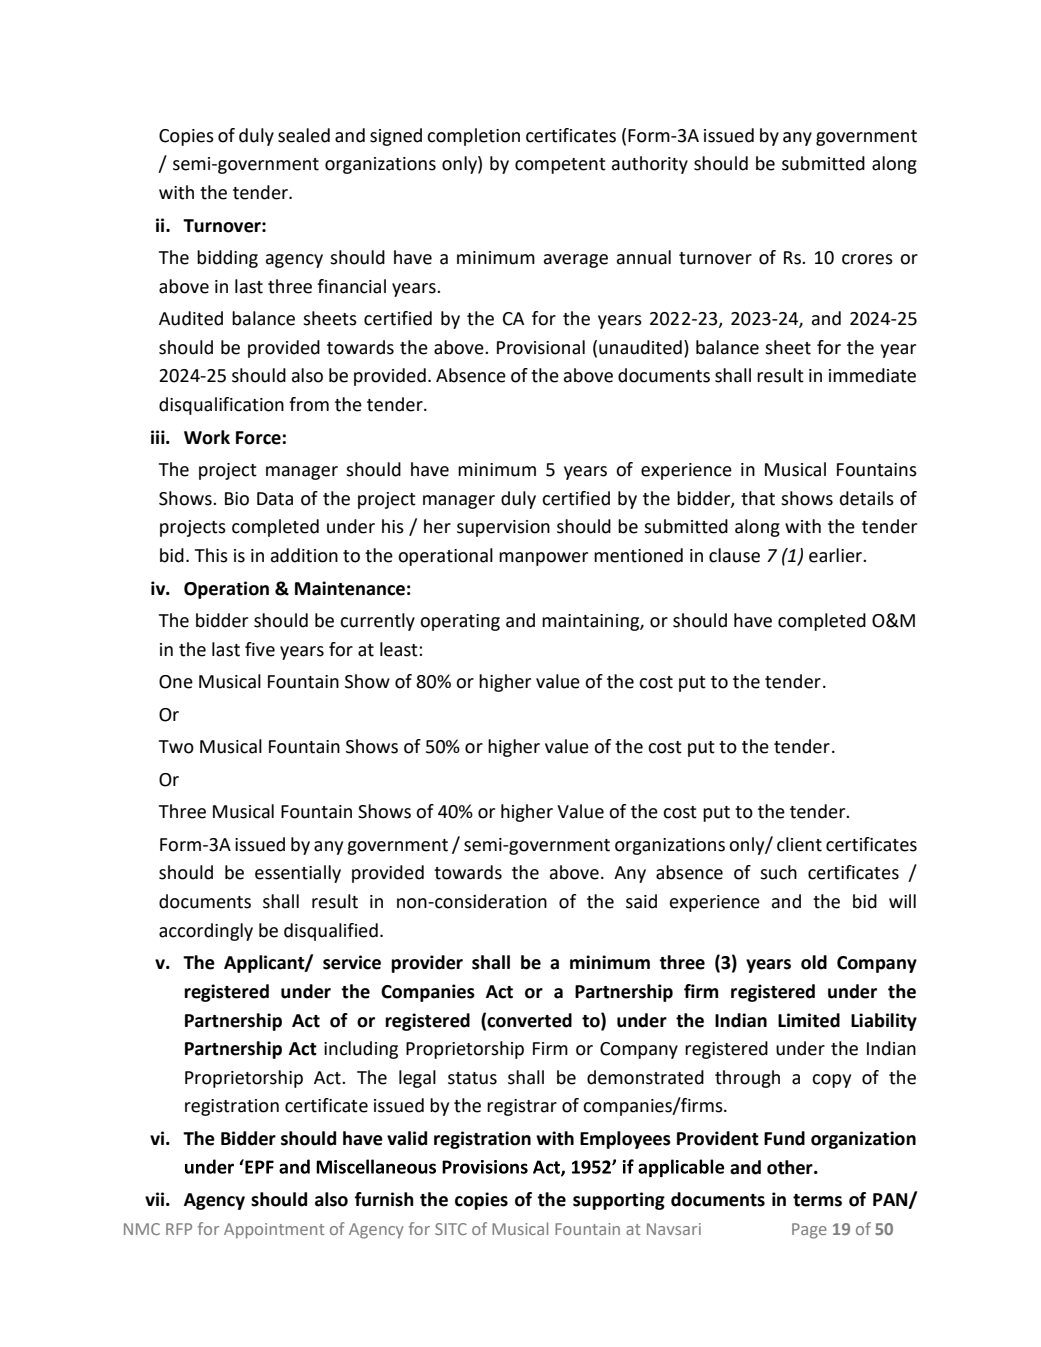 Copies of duly sealed and signed completion certificates (Form-3A issued by any government
/ semi-government organizations only) by competent authority should be submitted along
with the tender.
ii. Turnover:
The bidding agency should have a minimum average annual turnover of Rs. 10 crores or
above in last three financial years.
Audited balance sheets certified by the CA for the years 2022-23, 2023-24, and 2024-25
should be provided towards the above. Provisional (unaudited) balance sheet for the year
2024-25 should also be provided. Absence of the above documents shall result in immediate
disqualification from the tender.
iii. Work Force:
The project manager should have minimum 5 years of experience in Musical Fountains
Shows. Bio Data of the project manager duly certified by the bidder, that shows details of
projects completed under his / her supervision should be submitted along with the tender
bid. This is in addition to the operational manpower mentioned in clause 7 (1) earlier.
iv. Operation & Maintenance:
The bidder should be currently operating and maintaining, or should have completed O&M
in the last five years for at least:
One Musical Fountain Show of 80% or higher value of the cost put to the tender.
Or
Two Musical Fountain Shows of 50% or higher value of the cost put to the tender.
Or
Three Musical Fountain Shows of 40% or higher Value of the cost put to the tender.
Form-3A issued by any government / semi-government organizations only/ client certificates
should be essentially provided towards the above. Any absence of such certificates /
documents shall result in non-consideration of the said experience and the bid will
accordingly be disqualified.
v. The Applicant/ service provider shall be a minimum three (3) years old Company
registered under the Companies Act or a Partnership firm registered under the
Partnership Act of or registered (converted to) under the Indian Limited Liability
Partnership Act including Proprietorship Firm or Company registered under the Indian
Proprietorship Act. The legal status shall be demonstrated through a copy of the
registration certificate issued by the registrar of companies/firms.
vi. The Bidder should have valid registration with Employees Provident Fund organization
under ‘EPF and Miscellaneous Provisions Act, 1952’ if applicable and other.
vii. Agency should also furnish the copies of the supporting documents in terms of PAN/
NMC RFP for Appointment of Agency for SITC of Musical Fountain at Navsari Page 19 of 50